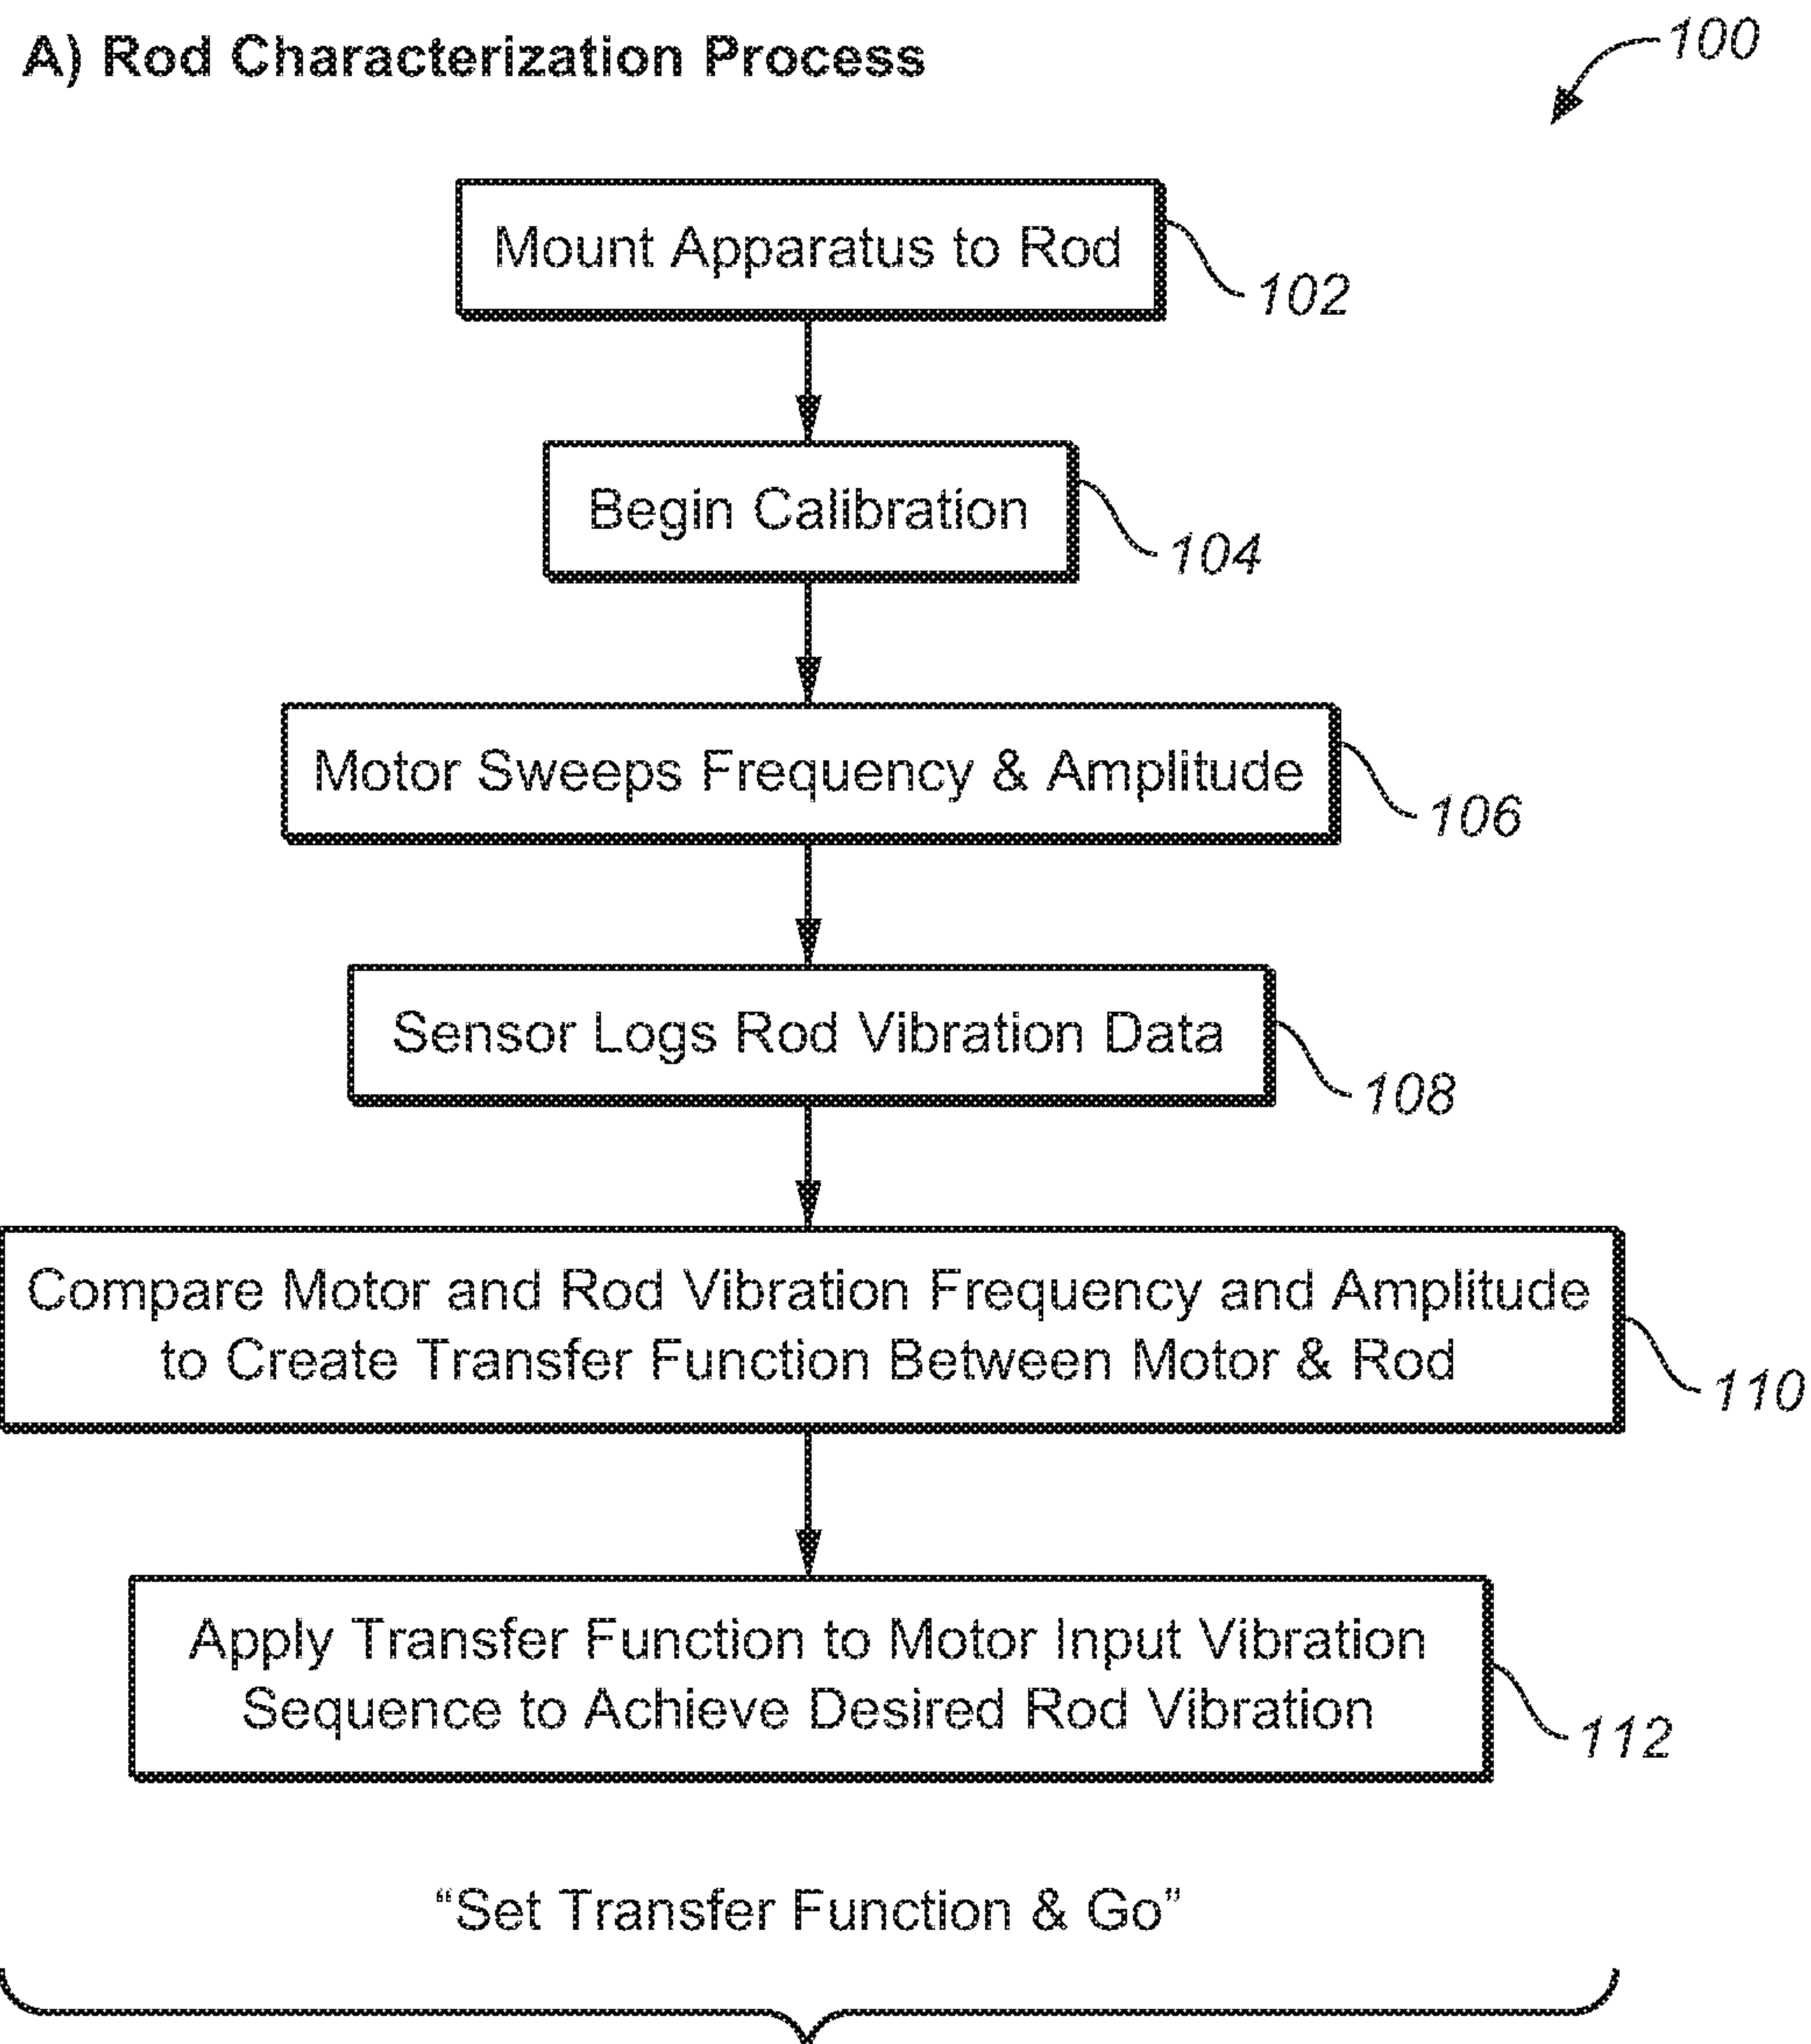 A) Rod Characterization Process
100
Mount Apparatus to Rod
102
Begin Calibration
104
Motor Sweeps Frequency & Amplitude
106
Sensor Logs Rod Vibration Data
108
Compare Motor and Rod Vibration Frequency and Amplitude
to Create Transfer Function Between Motor & Rod
110
Apply Transfer Function to Motor Input Vibration
Sequence to Achieve Desired Rod Vibration
112
“Set Transfer Function & Go”